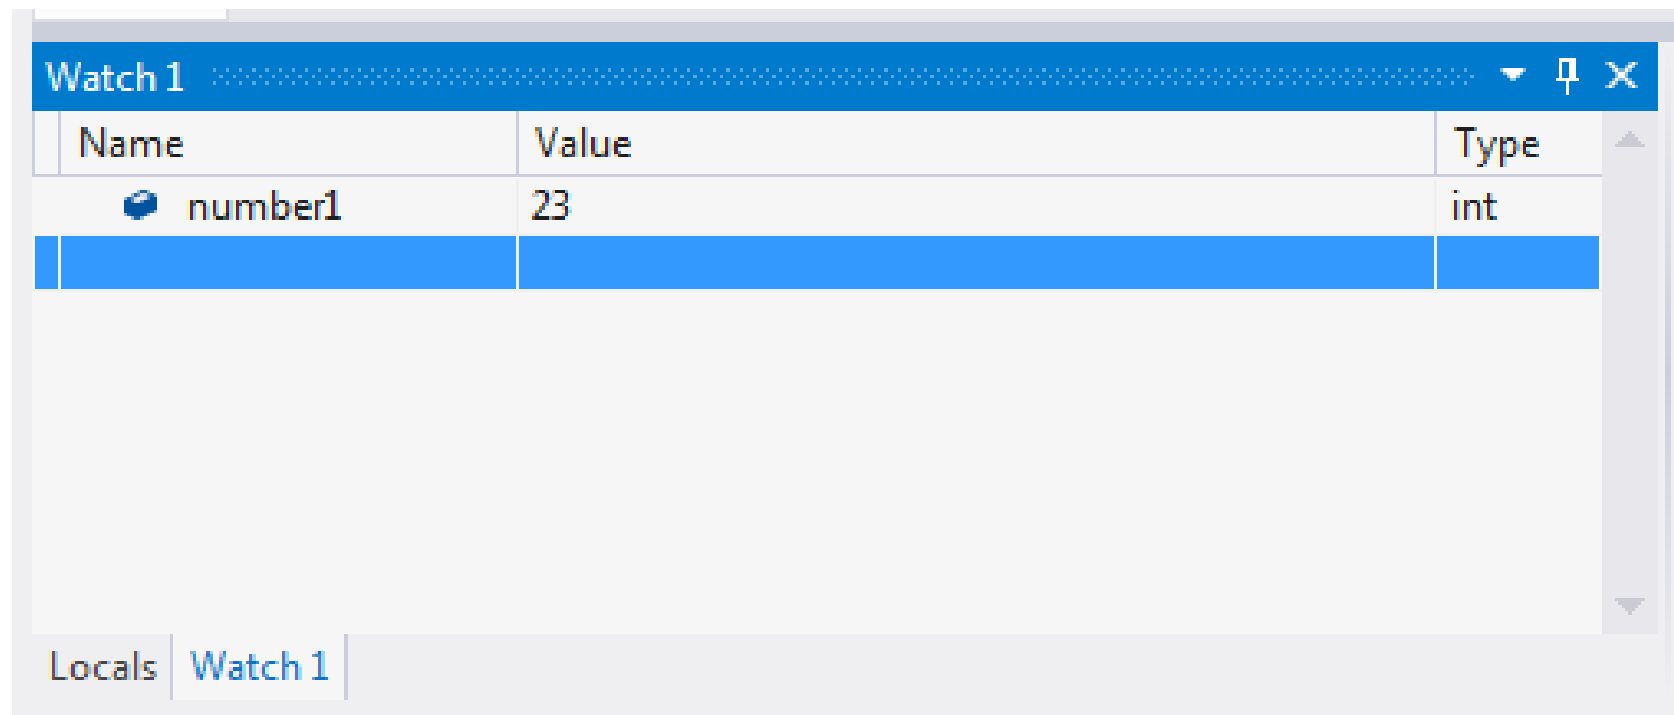 Watch 1
Name Value Type
number1 23 int
Locals Watch 1